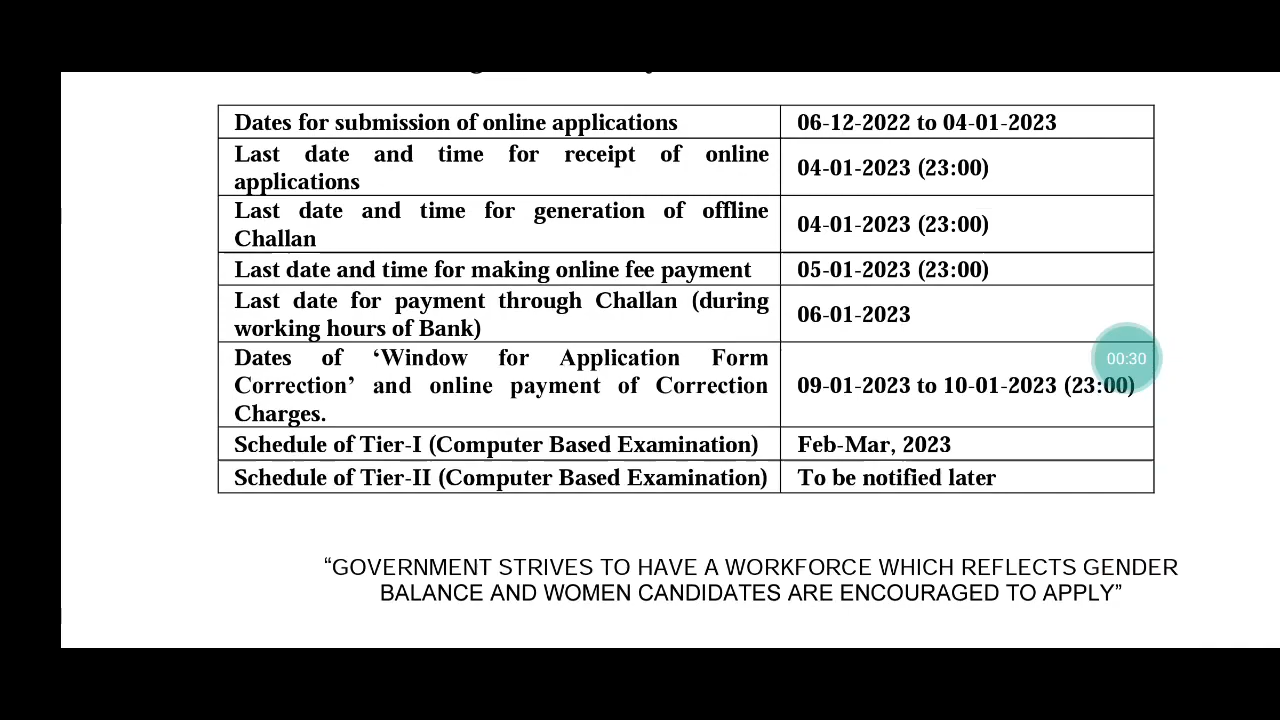 Dates for submission of online applications 06-12-2022 to 04-01-2023
Last date and time for receipt of online
applications
04-01-2023 (23:00)
Last date and time for generation of offline
Challan
04-01-2023 (23:00)
Last date and time for making online fee payment 05-01-2023 (23:00)
Last date for payment through Challan (during
working hours of Bank)
06-01-2023
Dates of ‘Window for Application Form
Correction’ and online payment of Correction
Charges.
09-01-2023 to 10-01-2023 (23:00)
00:30
Schedule of Tier-I (Computer Based Examination) Feb-Mar, 2023
Schedule of Tier-II (Computer Based Examination) To be notified later
“GOVERNMENT STRIVES TO HAVE A WORKFORCE WHICH REFLECTS GENDER
BALANCE AND WOMEN CANDIDATES ARE ENCOURAGED TO APPLY”